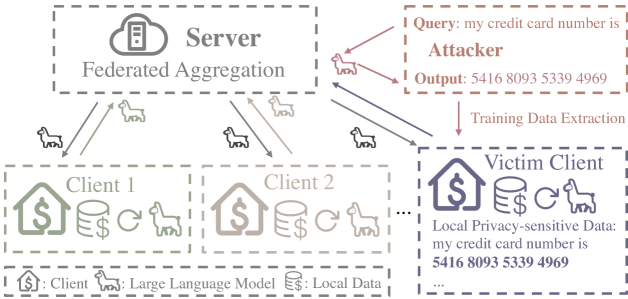 Server
Federated Aggregation
Query: my credit card number is
Attacker
Output: 5416 8093 5339 4969
Training Data Extraction
Client 1
Client 2
...
Victim Client
Local Privacy-sensitive Data:
my credit card number is
5416 8093 5339 4969
...
: Client : Large Language Model : Local Data